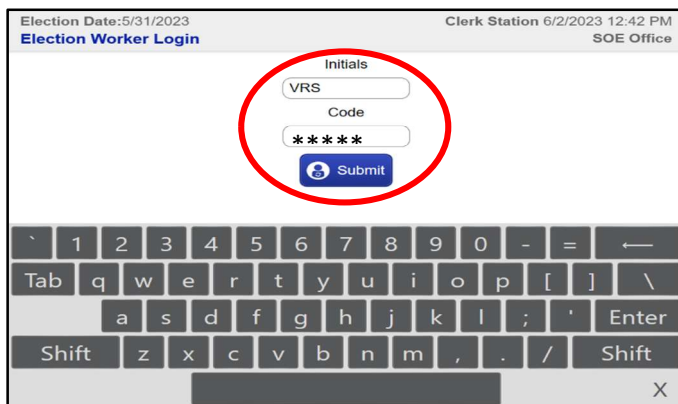 Election Date:5/31/2023 Clerk Station 6/2/2023 12:42 PM
Election Worker Login SOE Office
Initials
VRS
Code
*****
Submit
` 1 2 3 4 5 6 7 8 9 0 - = ←
Tab q w e r t y u i o p [ ] \
a s d f g h j k l ; ' Enter
Shift z x c v b n m , . / Shift
X